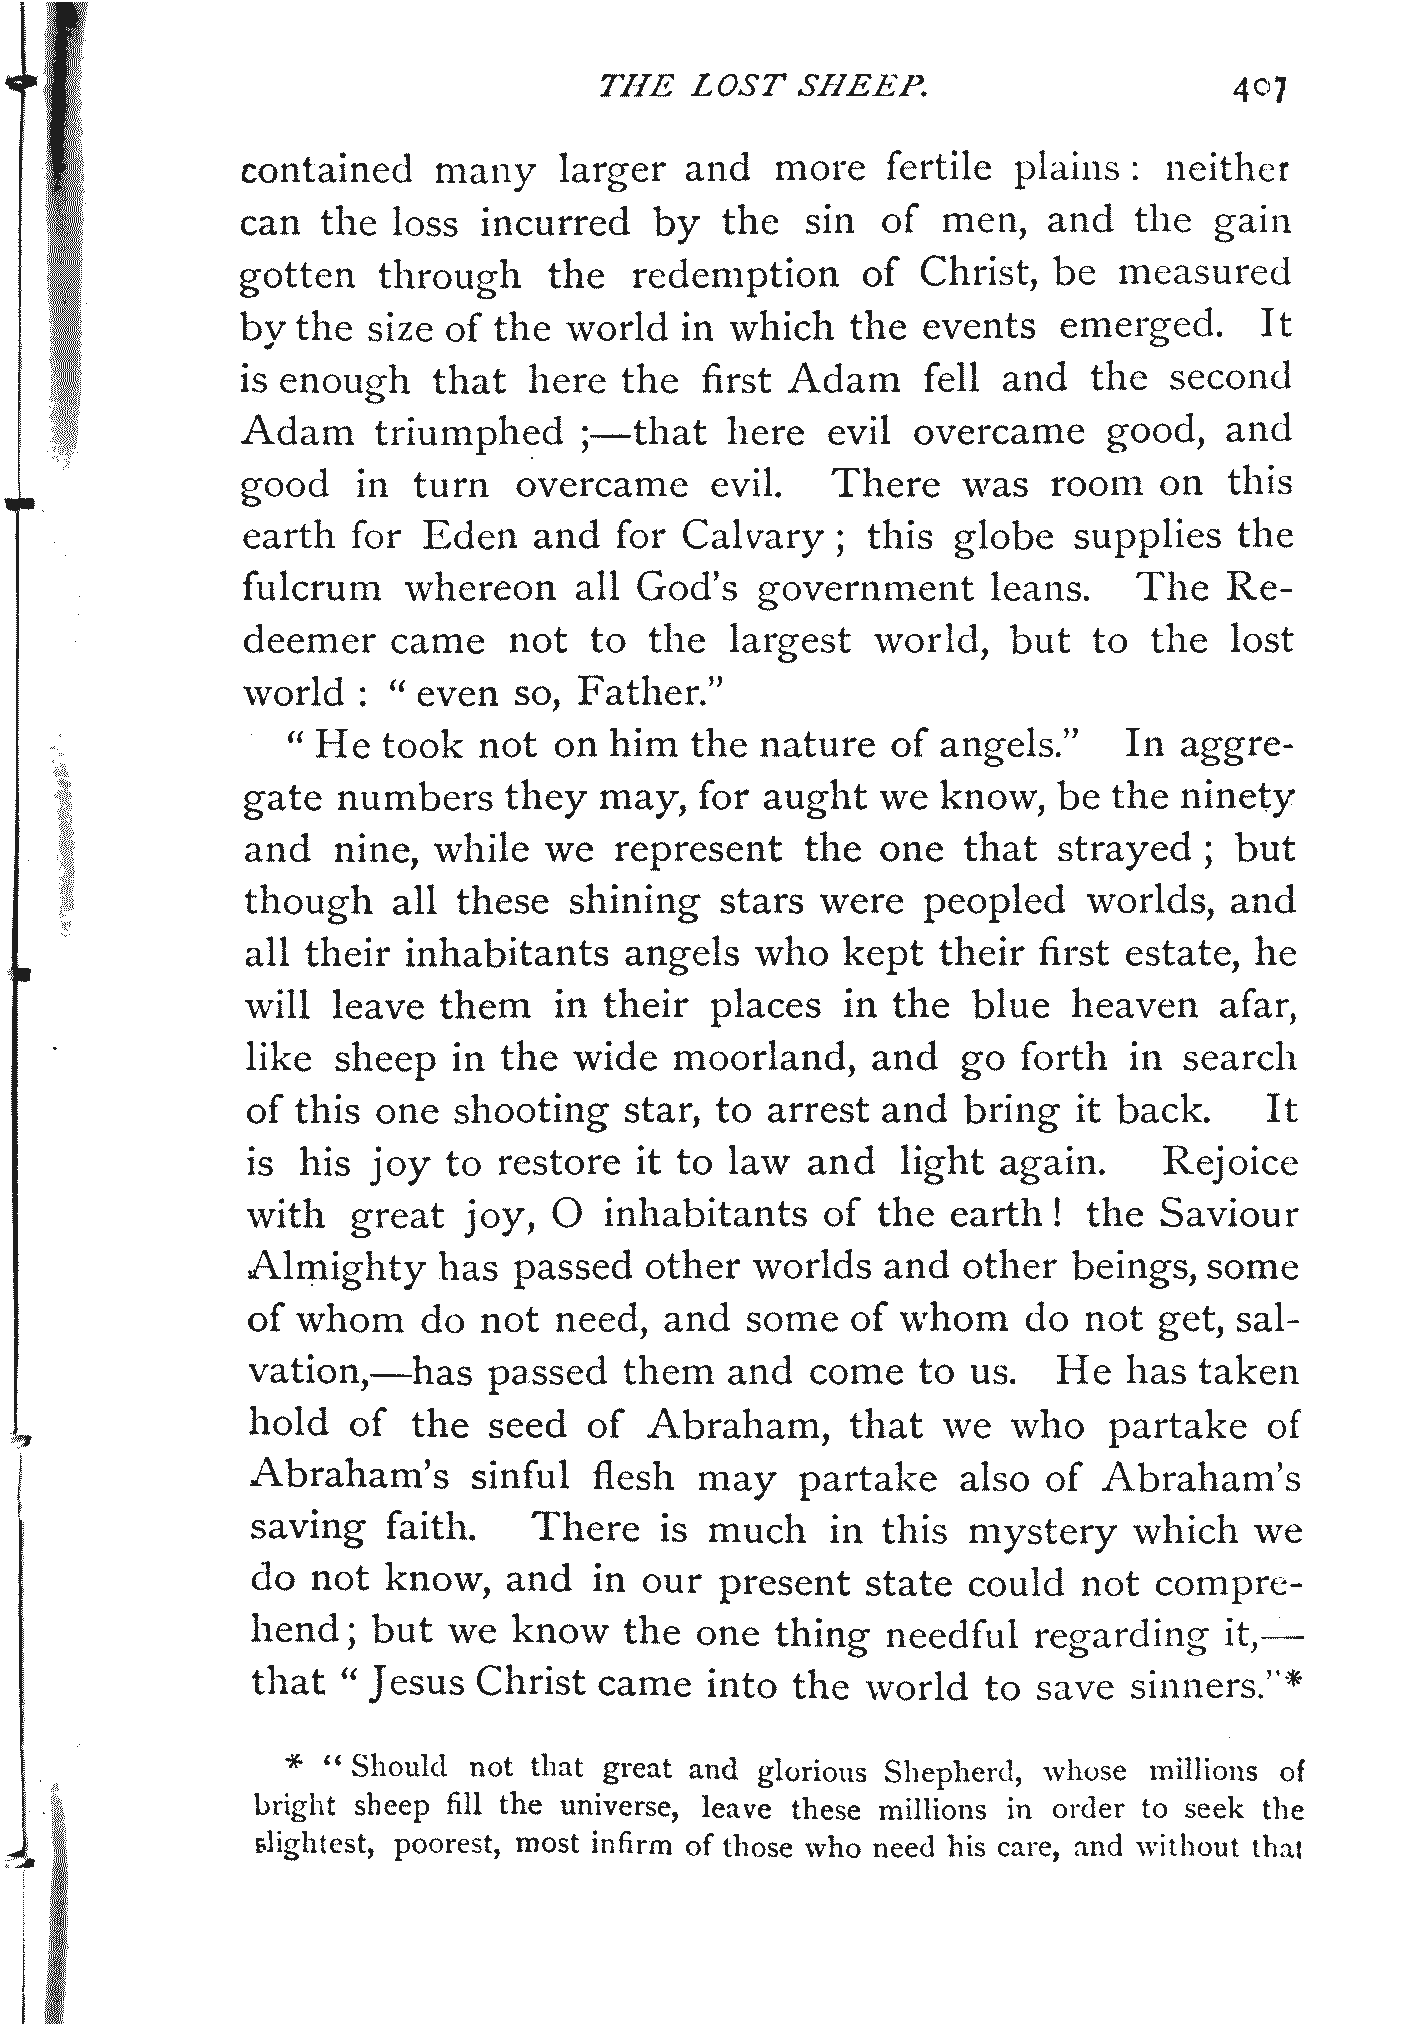 THE LOST SHEEP. 407
contained many larger and more fertile plains : neither
can the loss incurred by the sin of men, and the gain
gotten through the redemption of Christ, be measured
by the size of the world in which the events emerged. It
is enough that here the first Adam fell and the second
Adam triumphed ;—that here evil overcame good, and
good in turn overcame evil. There was room on this
earth for Eden and for Calvary ; this globe supplies the
fulcrum whereon all God's government leans. The Re-
deemer came not to the largest world, but to the lost
world : “ even so, Father.”
“ He took not on him the nature of angels.” In aggre-
gate numbers they may, for aught we know, be the ninety
and nine, while we represent the one that strayed ; but
though all these shining stars were peopled worlds, and
all their inhabitants angels who kept their first estate, he
will leave them in their places in the blue heaven afar,
like sheep in the wide moorland, and go forth in search
of this one shooting star, to arrest and bring it back. It
is his joy to restore it to law and light again. Rejoice
with great joy, O inhabitants of the earth ! the Saviour
Almighty has passed other worlds and other beings, some
of whom do not need, and some of whom do not get, sal-
vation,—has passed them and come to us. He has taken
hold of the seed of Abraham, that we who partake of
Abraham's sinful flesh may partake also of Abraham's
saving faith. There is much in this mystery which we
do not know, and in our present state could not compre-
hend ; but we know the one thing needful regarding it,—
that “ Jesus Christ came into the world to save sinners.”*
* “ Should not that great and glorious Shepherd, whose millions of
bright sheep fill the universe, leave these millions in order to seek the
slightest, poorest, most infirm of those who need his care, and without that